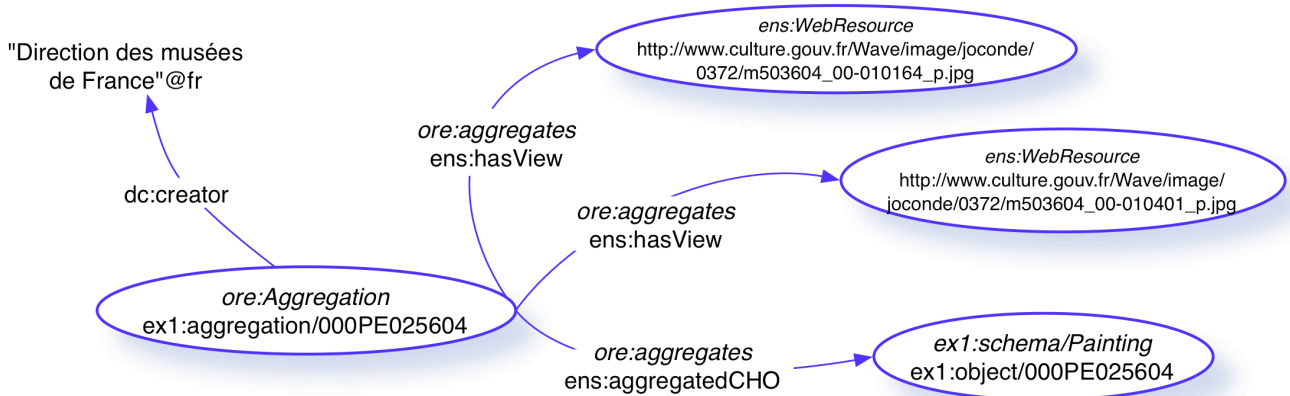 "Direction des musées
de France"@fr
dc:creator
ore:Aggregation
ex1:aggregation/000PE025604
ore:aggregates
ens:hasView
ens:WebResource
http://www.culture.gouv.fr/Wave/image/joconde/
0372/m503604_00-010164_p.jpg
ore:aggregates
ens:hasView
ens:WebResource
http://www.culture.gouv.fr/Wave/image/
joconde/0372/m503604_00-010401_p.jpg
ore:aggregates
ens:aggregatedCHO
ex1:schema/Painting
ex1:object/000PE025604